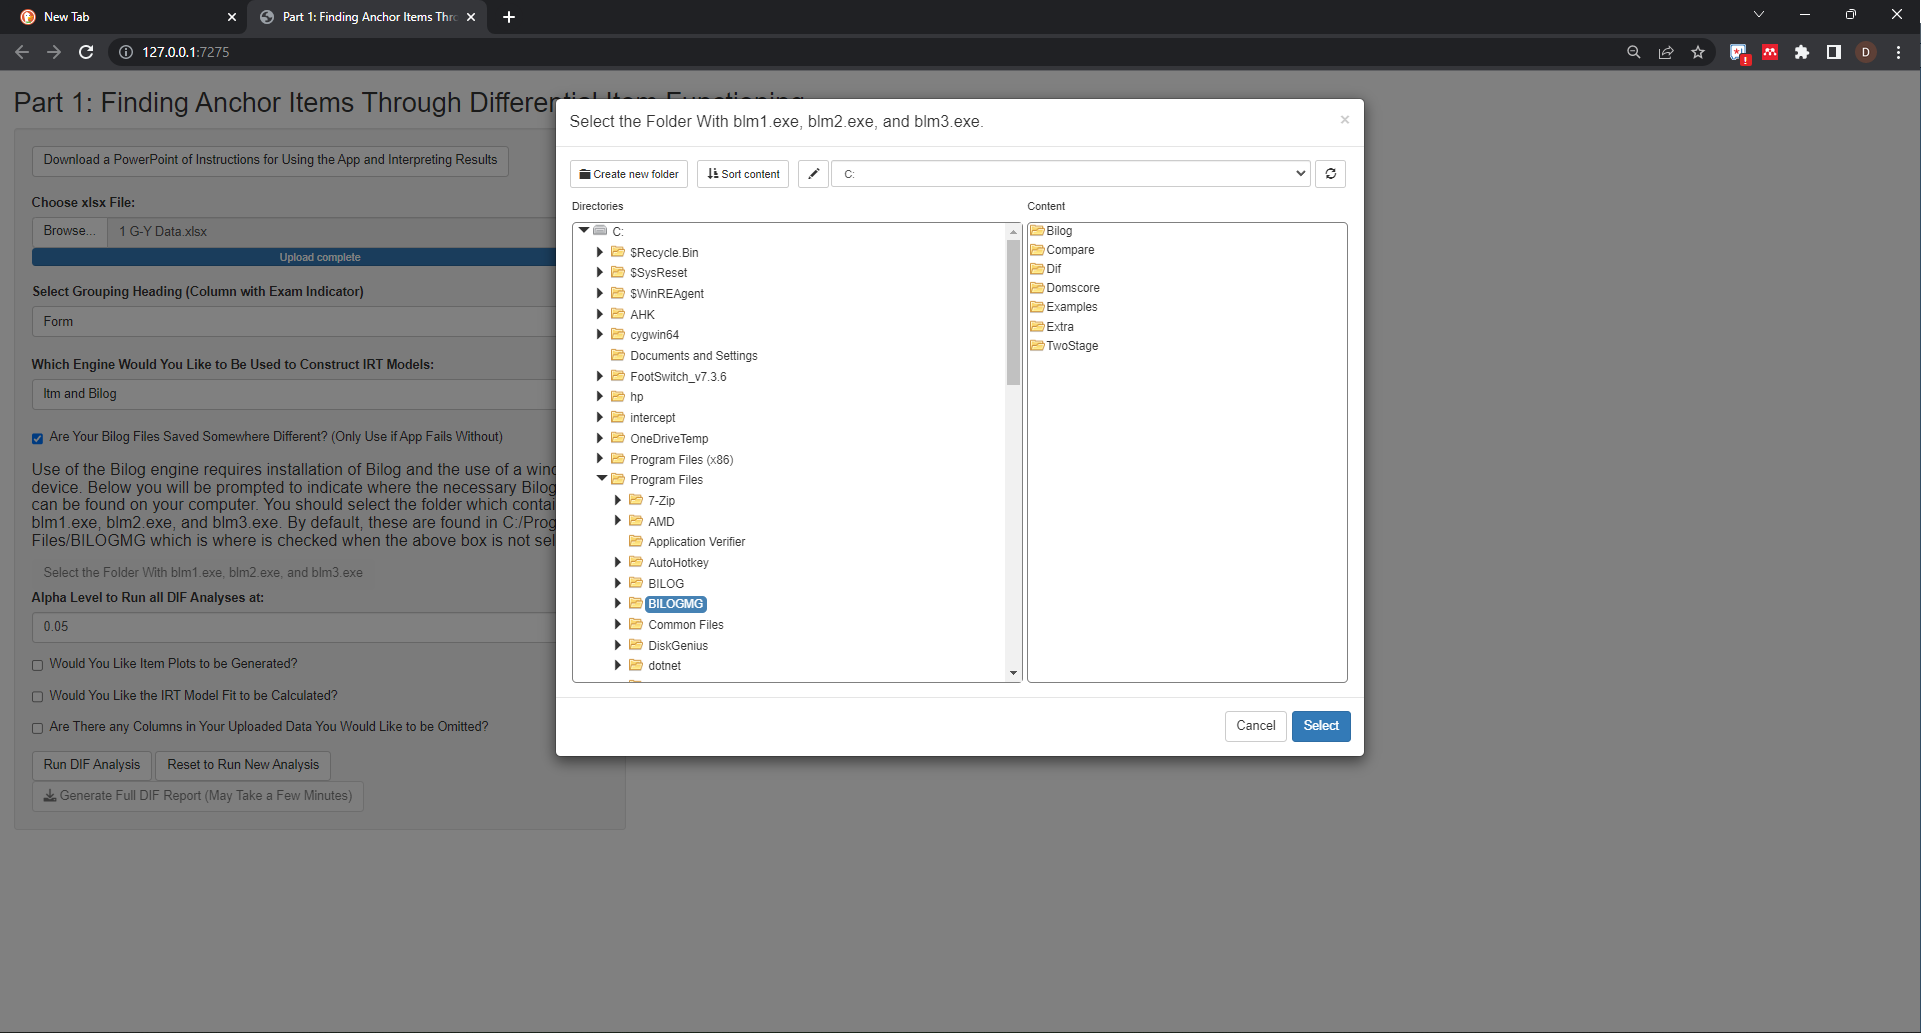 New Tab
Part 1: Finding Anchor Items Thro
127.0.0.1:7275
D
Part 1: Finding Anchor Items Through Differential Item Functioning
Download a PowerPoint of Instructions for Using the App and Interpreting Results
Choose xlsx File:
Browse...
1 G-Y Data.xlsx
Upload complete
Select Grouping Heading (Column with Exam Indicator)
Form
Which Engine Would You Like to Be Used to Construct IRT Models:
ltm and Bilog
Are Your Bilog Files Saved Somewhere Different? (Only Use if App Fails Without)
Use of the Bilog engine requires installation of Bilog and the use of a wind
device. Below you will be prompted to indicate where the necessary Bilog
can be found on your computer. You should select the folder which contai
blm1.exe, blm2.exe, and blm3.exe. By default, these are found in C:/Prog
Files/BILOGMG which is where is checked when the above box is not sel
Select the Folder With blm1.exe, blm2.exe, and blm3.exe
Alpha Level to Run all DIF Analyses at:
0.05
Would You Like Item Plots to be Generated?
Would You Like the IRT Model Fit to be Calculated?
Are There any Columns in Your Uploaded Data You Would Like to be Omitted?
Run DIF Analysis
Reset to Run New Analysis
Generate Full DIF Report (May Take a Few Minutes)
Select the Folder With blm1.exe, blm2.exe, and blm3.exe.
×
Create new folder
Sort content
C:
Directories
C:
$Recycle.Bin
$SysReset
$WinREAgent
AHK
cygwin64
Documents and Settings
FootSwitch_v7.3.6
hp
intercept
OneDriveTemp
Program Files (x86)
Program Files
7-Zip
AMD
Application Verifier
AutoHotkey
BILOG
BILOGMG
Common Files
DiskGenius
dotnet
Content
Bilog
Compare
Dif
Domscore
Examples
Extra
TwoStage
Cancel
Select